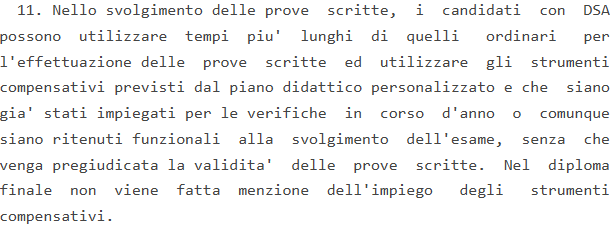 11. Nello svolgimento delle prove scritte, i candidati con DSA
possono utilizzare tempi piu' lunghi di quelli ordinari per
l'effettuazione delle prove scritte ed utilizzare gli strumenti
compensativi previsti dal piano didattico personalizzato e che siano
gia' stati impiegati per le verifiche in corso d'anno o comunque
siano ritenuti funzionali alla svolgimento dell'esame, senza che
venga pregiudicata la validita' delle prove scritte. Nel diploma
finale non viene fatta menzione dell'impiego degli strumenti
compensativi.